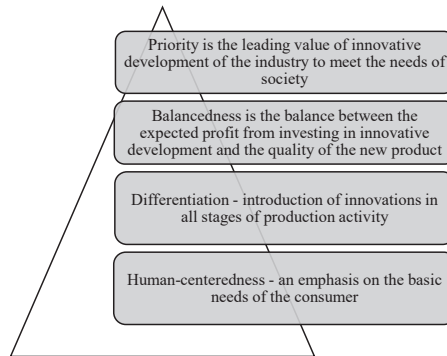 Priority is the leading value of innovative
development of the industry to meet the needs of
society
Balancedness is the balance between the
expected profit from investing in innovative
development and the quality of the new product
Differentiation - introduction of innovations in
all stages of production activity
Human-centeredness - an emphasis on the basic
needs of the consumer